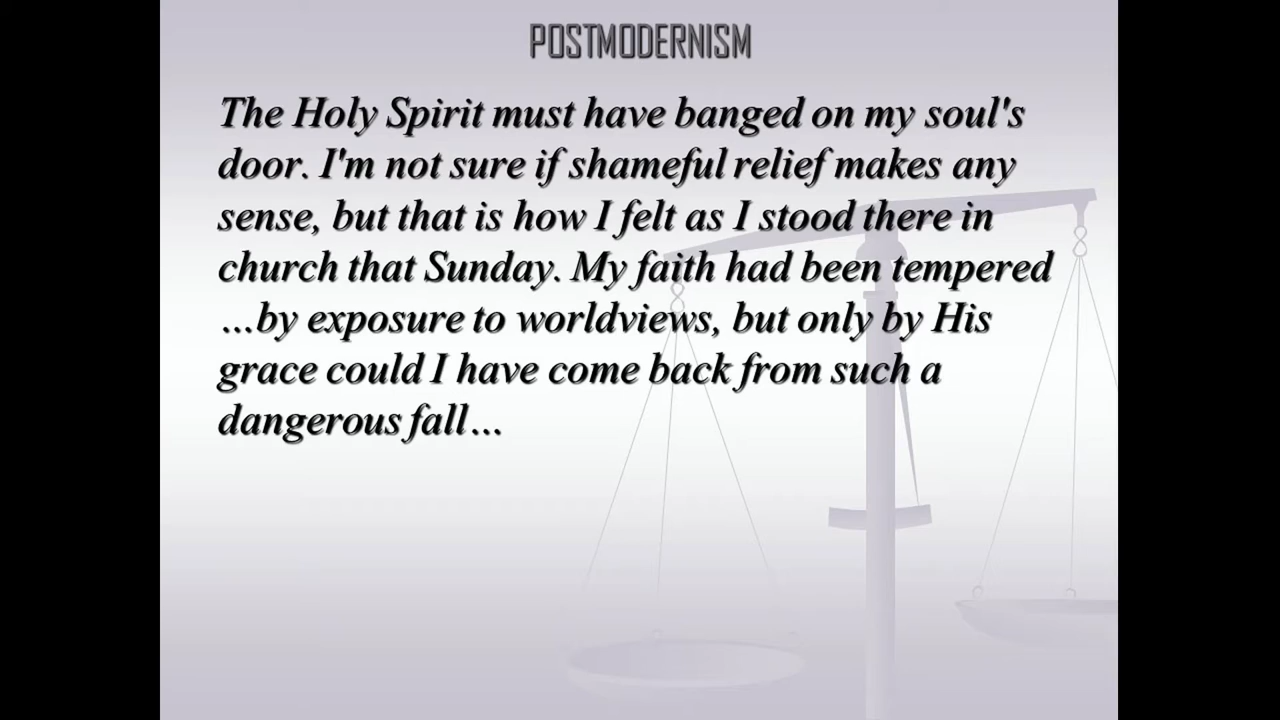 POSTMODERNISM
The Holy Spirit must have banged on my soul's
door. I'm not sure if shameful relief makes any
sense, but that is how I felt as I stood there in
church that Sunday. My faith had been tempered
…by exposure to worldviews, but only by His
grace could I have come back from such a
dangerous fall…